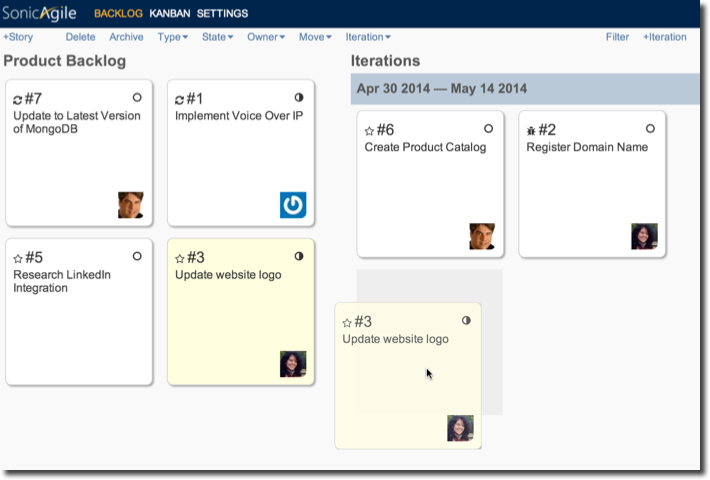 SonicAgile BACKLOG KANBAN SETTINGS
+Story Delete Archive Type State Owner Move Iteration Filter +Iteration
Product Backlog
#7
Update to Latest Version
of MongoDB
#1
Implement Voice Over IP
#5
Research LinkedIn
Integration
#3
Update website logo
Iterations
Apr 30 2014 — May 14 2014
#6
Create Product Catalog
#2
Register Domain Name
#3
Update website logo